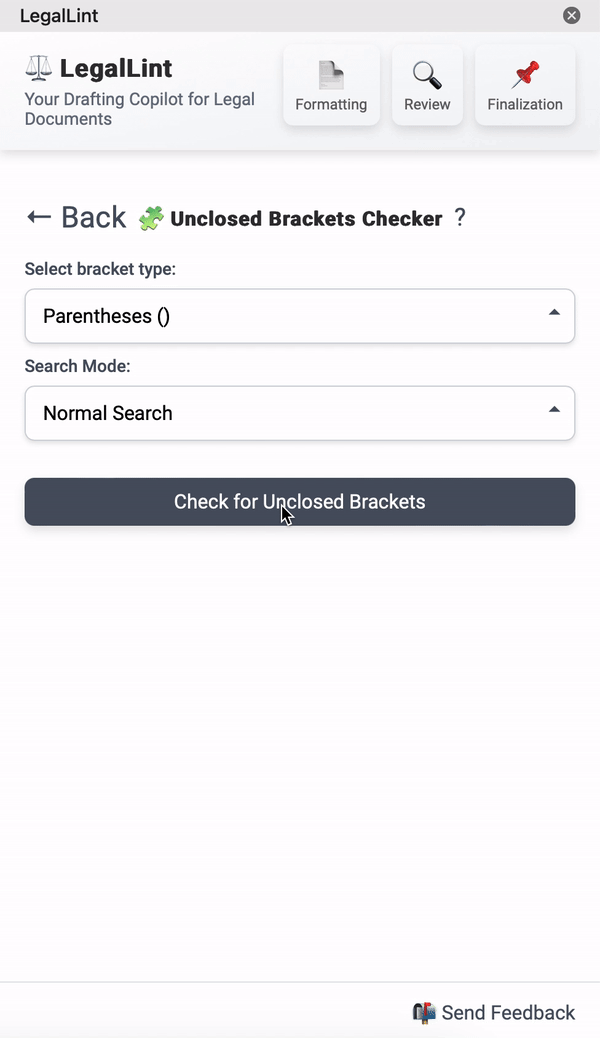 LegalLint
LegalLint
Your Drafting Copilot for Legal
Documents
Formatting
Review
Finalization
← Back
Unclosed Brackets Checker ?
Select bracket type:
Parentheses ()
Search Mode:
Normal Search
Check for Unclosed Brackets
Send Feedback